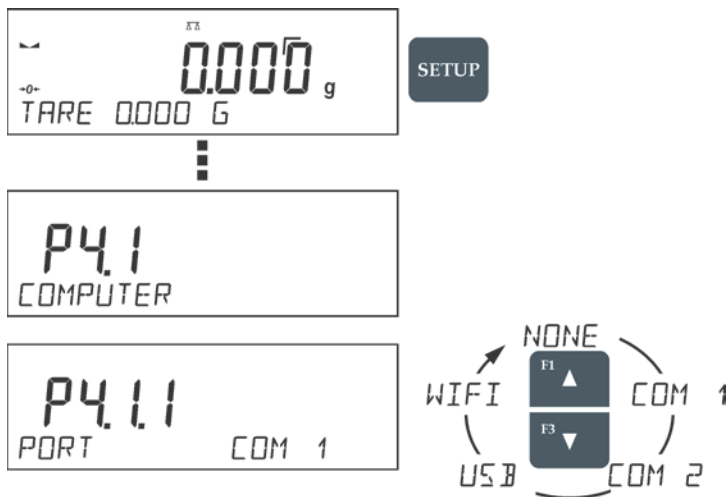 →0←
0.000 g
TARE 0.000 G
SETUP
P4.1
COMPUTER
P4.1.1
PORT COM 1
NONE
F1
WIFI
COM 1
F3
USB
COM 2